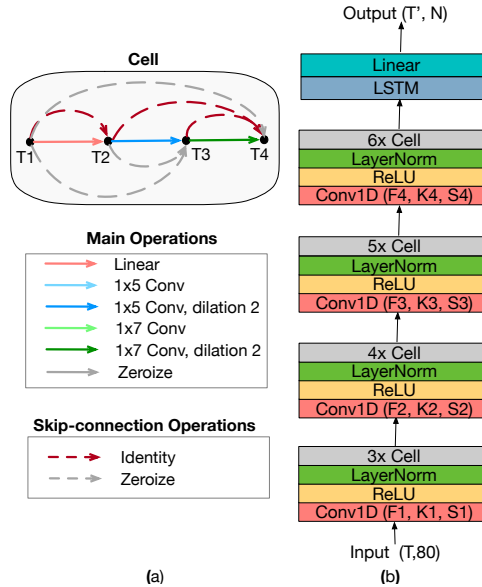 Cell
T1
T2
T3
T4
Main Operations
Linear
1x5 Conv
1x5 Conv, dilation 2
1x7 Conv
1x7 Conv, dilation 2
Zeroize
Skip-connection Operations
Identity
Zeroize
(a)
Output (T', N)
Linear
LSTM
6x Cell
LayerNorm
ReLU
Conv1D (F4, K4, S4)
5x Cell
LayerNorm
ReLU
Conv1D (F3, K3, S3)
4x Cell
LayerNorm
ReLU
Conv1D (F2, K2, S2)
3x Cell
LayerNorm
ReLU
Conv1D (F1, K1, S1)
Input (T,80)
(b)